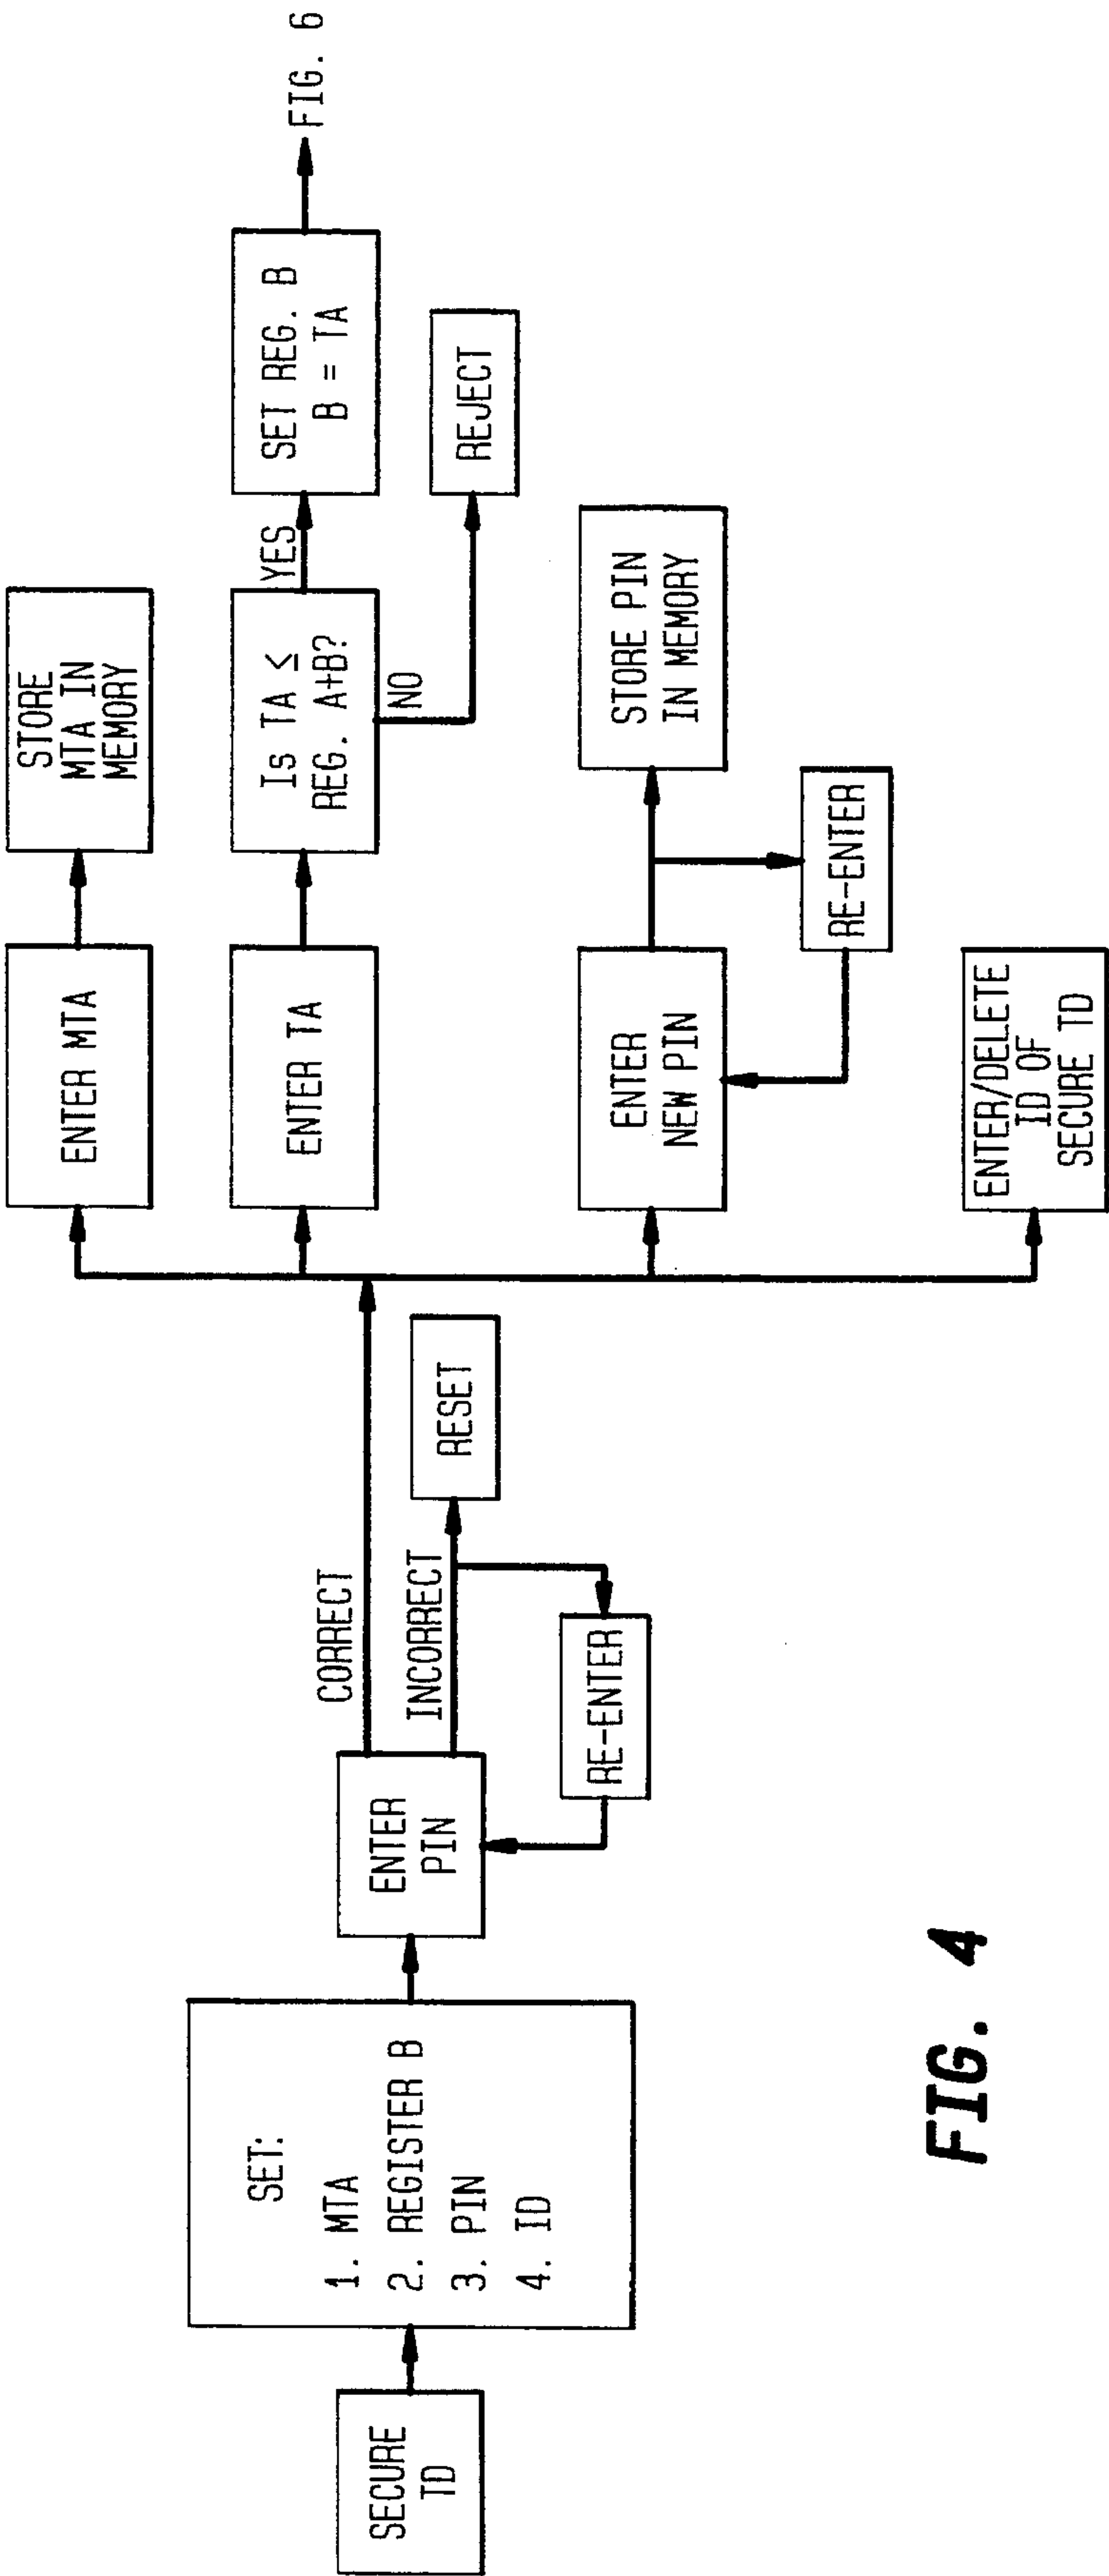 SECURE
TD
SET:
1. MTA
2. REGISTER B
3. PIN
4. ID
ENTER
PIN
CORRECT
INCORRECT
RE-ENTER
RESET
ENTER MTA
STORE
MTA IN
MEMORY
ENTER TA
Is TA ≤
REG. A+B?
YES
NO
SET REG. B
B = TA
FIG. 6
REJECT
ENTER
NEW PIN
STORE PIN
IN MEMORY
RE-ENTER
ENTER/DELETE
ID OF
SECURE TD
FIG. 4